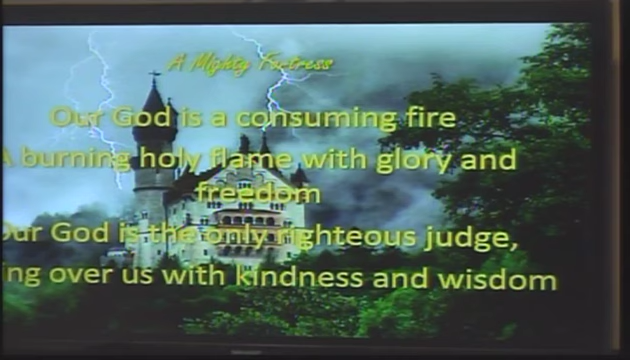 A Mighty Fortress
Our God is a consuming fire
A burning holy flame with glory and
freedom
Our God is the only righteous judge,
ing over us with kindness and wisdom